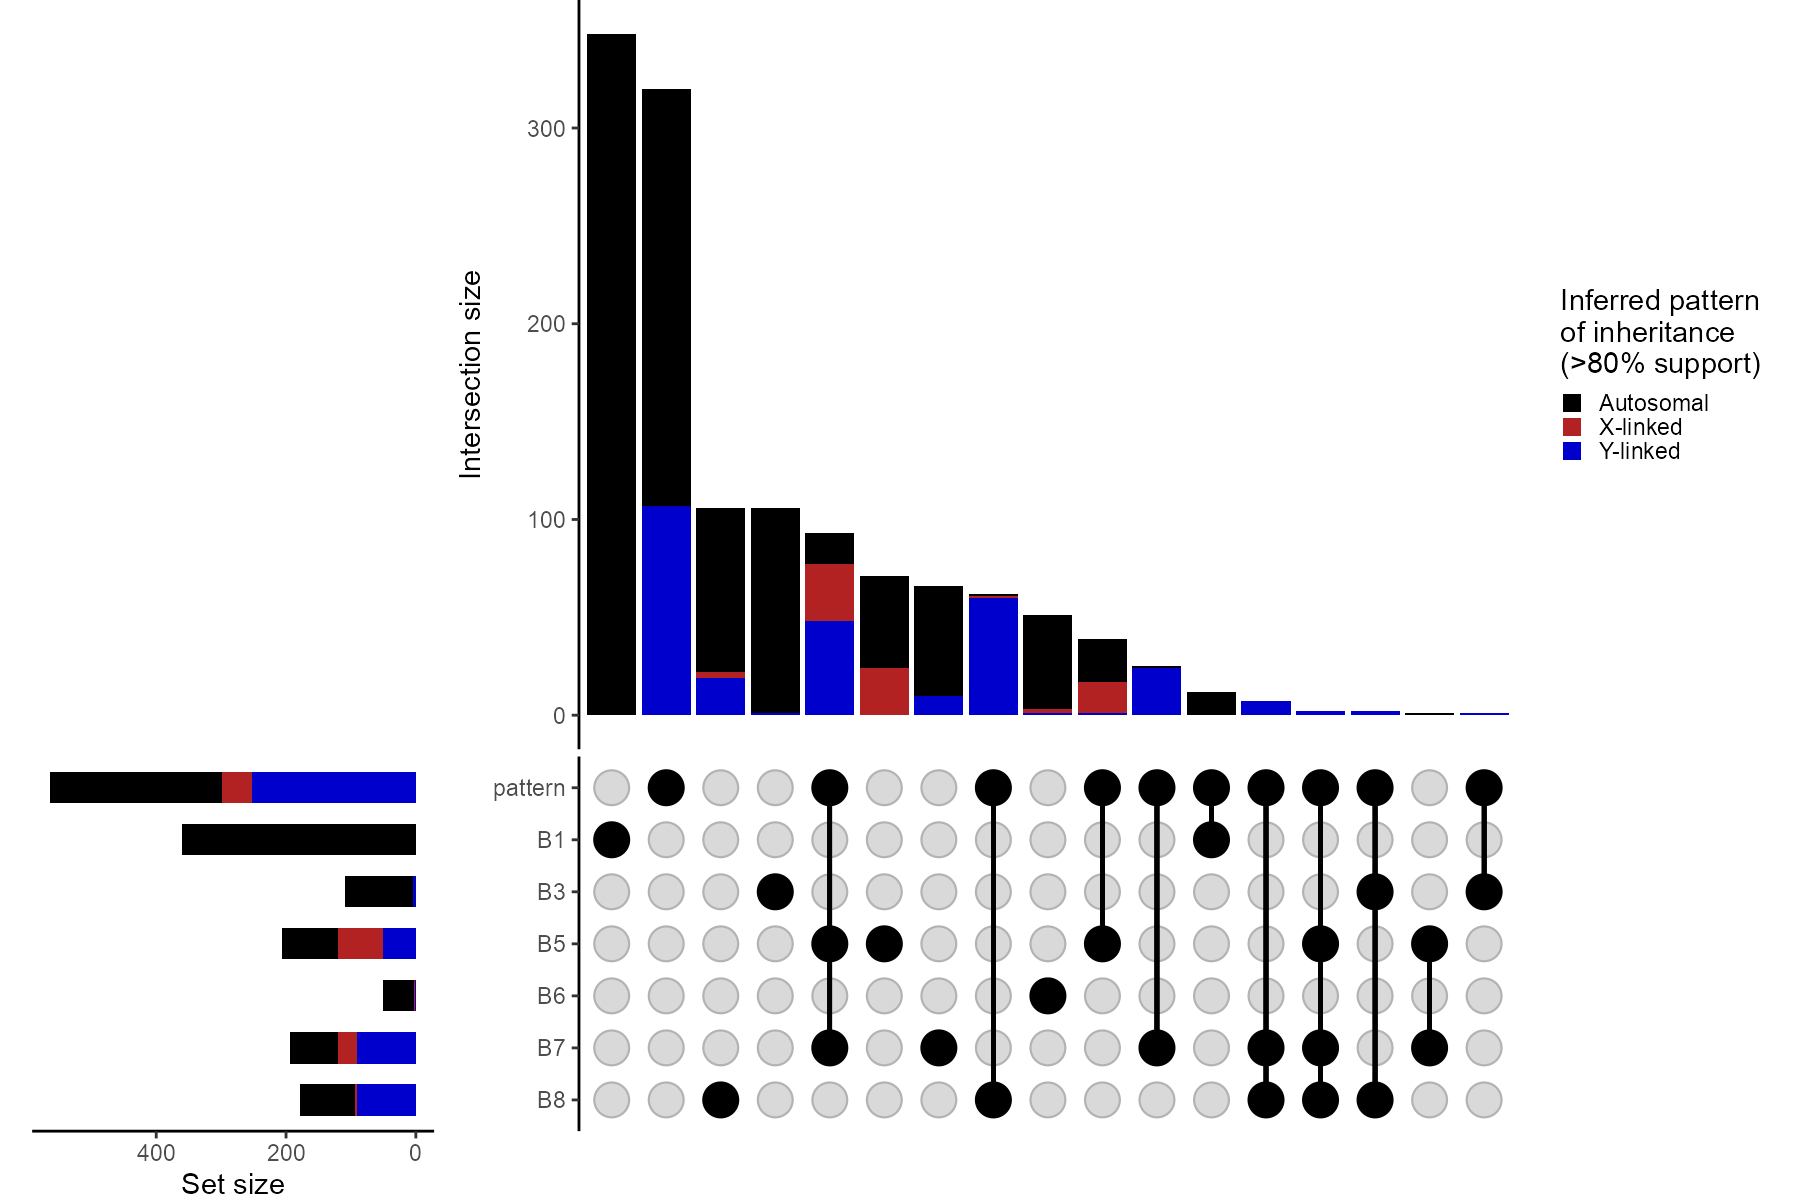 300
200
100
0
Intersection size
Inferred pattern
of inheritance
(>80% support)
Autosomal
X-linked
Y-linked
pattern
B1
B3
B5
B6
B7
B8
400 200 0
Set size